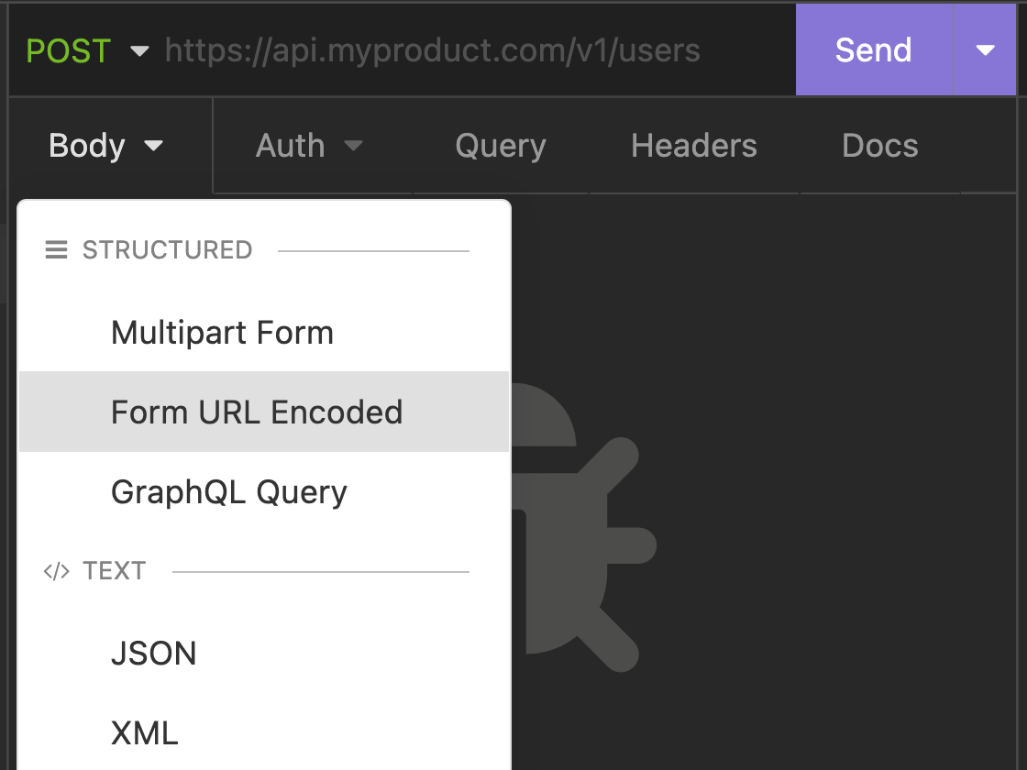 POST https://api.myproduct.com/v1/users Send
Body Auth Query Headers Docs
STRUCTURED
Multipart Form
Form URL Encoded
GraphQL Query
</> TEXT
JSON
XML